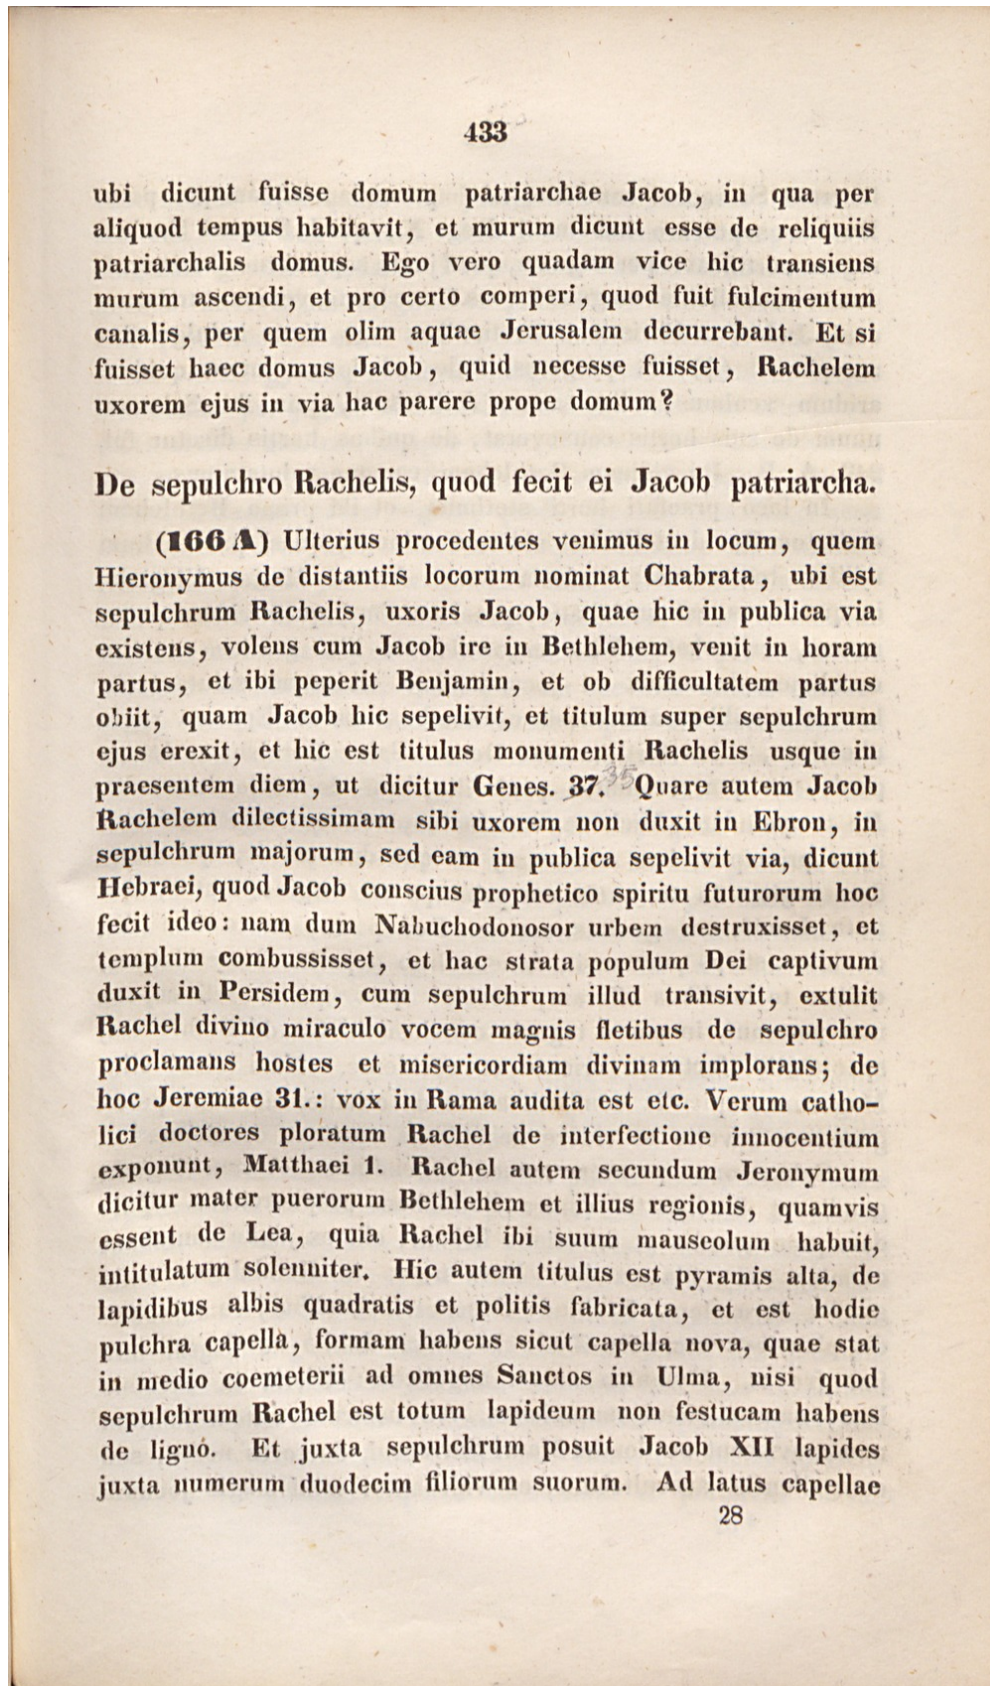 433
ubi dicunt fuisse domum patriarchae Jacob, in qua per
aliquod tempus habitavit, et murum dicunt esse de reliquiis
patriarchalis domus. Ego vero quadam vice hic transiens
murum ascendi, et pro certo comperi, quod fuit fulcimentum
canalis, per quem olim aquae Jerusalem decurrebant. Et si
fuisset haec domus Jacob, quid necesse fuisset, Rachelem
uxorem ejus in via hac parere prope domum?
De sepulchro Rachelis, quod fecit ei Jacob patriarcha.
(166 A) Ulterius procedentes venimus in locum, quem
Hieronymus de distantiis locorum nominat Chabrata, ubi est
sepulchrum Rachelis, uxoris Jacob, quae hic in publica via
existens, volens cum Jacob ire in Bethlehem, venit in horam
partus, et ibi peperit Benjamin, et ob difficultatem partus
obiit, quam Jacob hic sepelivit, et titulum super sepulchrum
ejus erexit, et hic est titulus monumenti Rachelis usque in
praesentem diem, ut dicitur Genes. 37. 35 Quare autem Jacob
Rachelem dilectissimam sibi uxorem non duxit in Ebron, in
sepulchrum majorum, sed eam in publica sepelivit via, dicunt
Hebraei, quod Jacob conscius prophetico spiritu futurorum hoc
fecit ideo: nam dum Nabuchodonosor urbem destruxisset, et
templum combussisset, et hac strata populum Dei captivum
duxit in Persidem, cum sepulchrum illud transivit, extulit
Rachel divino miraculo vocem magnis fletibus de sepulchro
proclamans hostes et misericordiam divinam implorans; de
hoc Jeremiae 31.: vox in Rama audita est etc. Verum catho-
lici doctores ploratum Rachel de interfectione innocentium
exponunt, Matthaei 1. Rachel autem secundum Jeronymum
dicitur mater puerorum Bethlehem et illius regionis, quamvis
essent de Lea, quia Rachel ibi suum mauseolum habuit,
intitulatum solenniter. Hic autem titulus est pyramis alta, de
lapidibus albis quadratis et politis fabricata, et est hodie
pulchra capella, formam habens sicut capella nova, quae stat
in medio coemeterii ad omnes Sanctos in Ulma, nisi quod
sepulchrum Rachel est totum lapideum non festucam habens
de ligno. Et juxta sepulchrum posuit Jacob XII lapides
juxta numerum duodecim filiorum suorum. Ad latus capellae
28